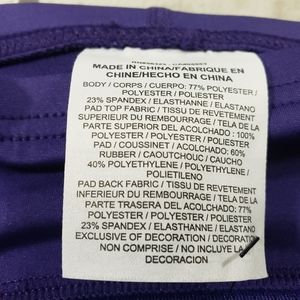 MADE IN CHINA/FABRIQUE EN
CHINE/HECHO EN CHINA
BODY / CORPS / CUERPO: 77% POLYESTER /
POLYESTER / POLIESTER
23% SPANDEX / ELASTHANNE / ELASTANO
PAD TOP FABRIC / TISSU DE REVETEMENT
SUPERIEUR DU REMBOURRAGE / TELA DE LA
PARTE SUPERIOR DEL ACOLCHADO : 100%
POLYESTER / POLYESTER / POLIESTER
PAD / COUSSINET / ACOLCHADO: 60%
RUBBER / CAOUTCHOUC / CAUCHO
40% POLYETHYLENE / POLYETHYLENE /
POLIETILENO
PAD BACK FABRIC / TISSU DE REVETEMENT
INFERIEUR DU REMBOURRAGE / TELA DE LA
PARTE TRASERA DEL ACOLCHADO: 77%
POLYESTER / POLYESTER / POLIESTER
23% SPANDEX / ELASTHANNE / ELASTANO
EXCLUSIVE OF DECORATION / DECORATION
NON COMPRISE / NO INCLUYE LA
DECORACION